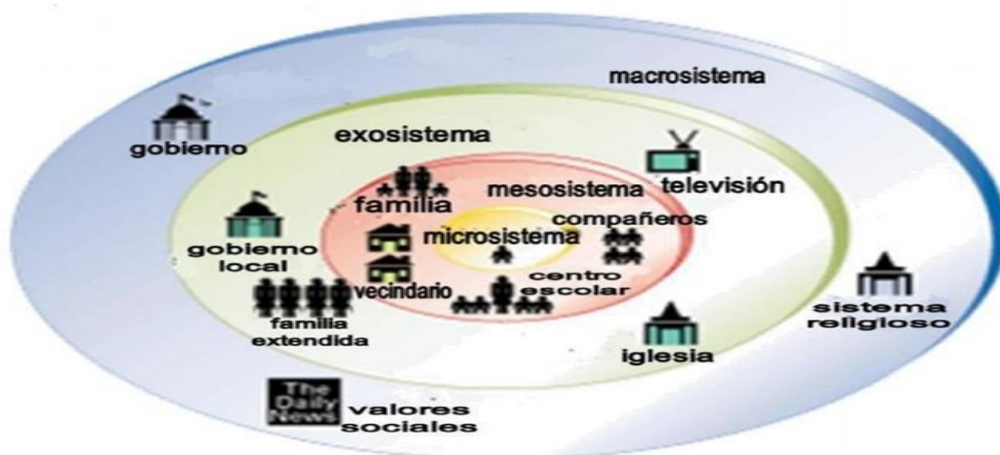 macrosistema
gobierno
exosistema
televisión
mesosistema
família
compañeros
microsistema
gobierno
local
centro
escolar
vecindario
familia
extendida
iglesia
sistema
religioso
The
Daily
News
valores
sociales